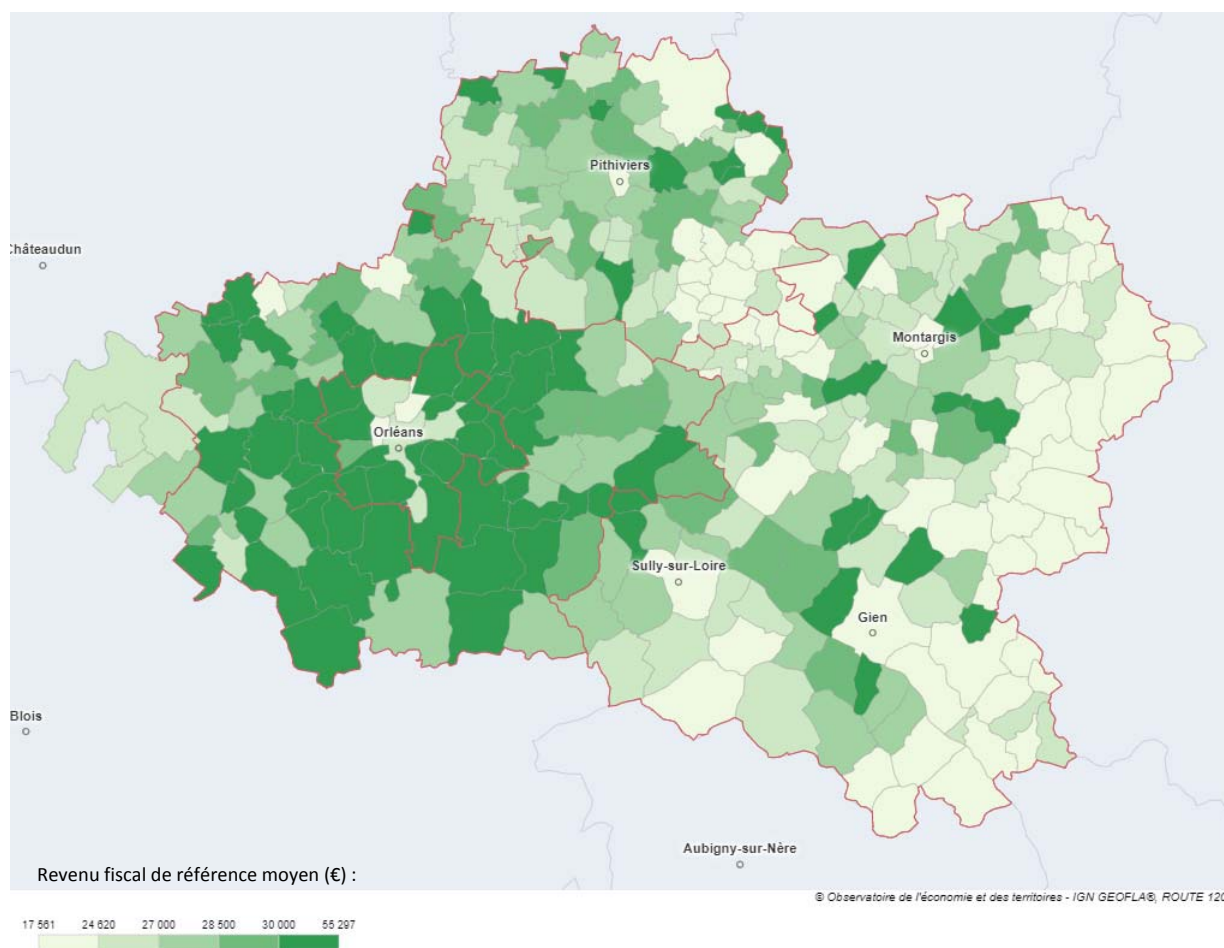 Pithiviers
Châteaudun
Montargis
Orléans
Sully-sur-Loire
Gien
Blois
Aubigny-sur-Nère
Revenu fiscal de référence moyen (€) :
© Observatoire de l'économie et des territoires - IGN GEOFLA®, ROUTE 120
17 561 24 620 27 000 28 500 30 000 55 297